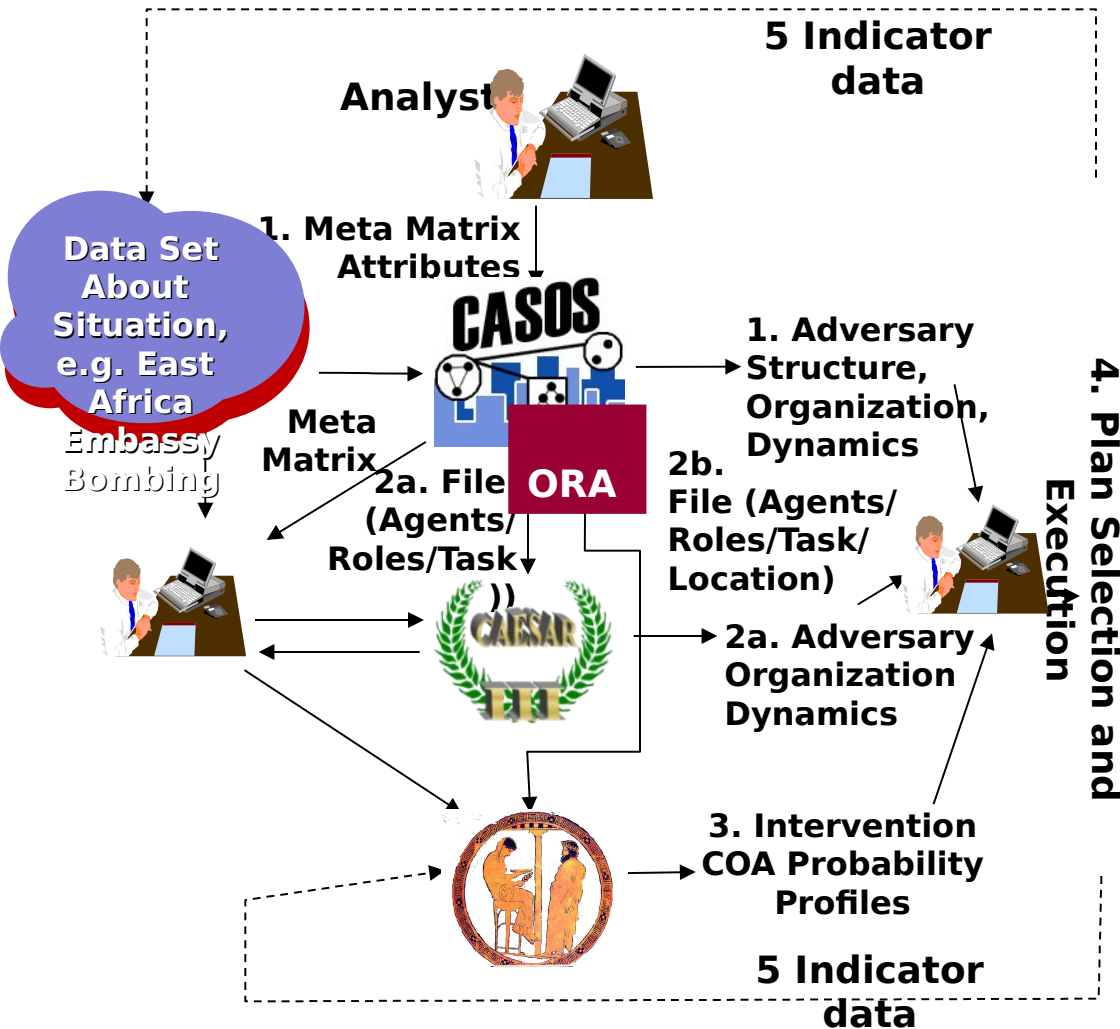 5 Indicator
data
Analyst
1. Meta Matrix
Attributes
Data Set
About
Situation,
e.g. East
Africa
Embassy
Bombing
CASOS
ORA
1. Adversary
Structure,
Organization,
Dynamics
Meta
Matrix
2a. File
(Agents/
Roles/Task
))
2b.
File (Agents/
Roles/Task/
Location)
4. Plan Selection and
Execution
CAESAR
III
2a. Adversary
Organization
Dynamics
3. Intervention
COA Probability
Profiles
5 Indicator
data